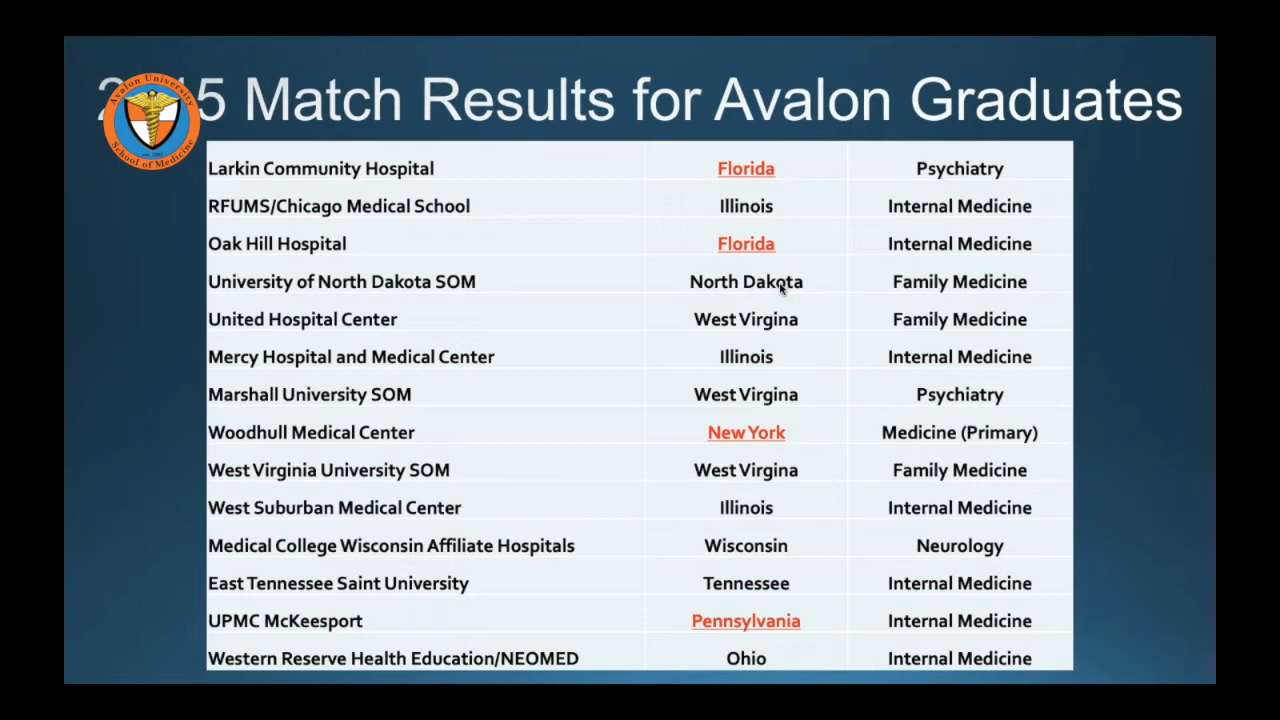 2015 Match Results for Avalon Graduates
Avalon University
School of Medicine
Larkin Community Hospital Florida Psychiatry
RFUMS/Chicago Medical School Illinois Internal Medicine
Oak Hill Hospital Florida Internal Medicine
University of North Dakota SOM North Dakota Family Medicine
United Hospital Center West Virgina Family Medicine
Mercy Hospital and Medical Center Illinois Internal Medicine
Marshall University SOM West Virgina Psychiatry
Woodhull Medical Center New York Medicine (Primary)
West Virginia University SOM West Virgina Family Medicine
West Suburban Medical Center Illinois Internal Medicine
Medical College Wisconsin Affiliate Hospitals Wisconsin Neurology
East Tennessee Saint University Tennessee Internal Medicine
UPMC McKeesport Pennsylvania Internal Medicine
Western Reserve Health Education/NEOMED Ohio Internal Medicine